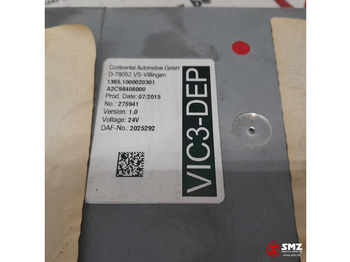 Continental Automotive GmbH
D-78052 VS-Villingen
1365.1000020301
A2C98406000
Prod. Date: 07/2015
No.: 275941
Version: 1.0
Voltage: 24V
DAF-No.: 2025292
VIC3-DEP
SMZ